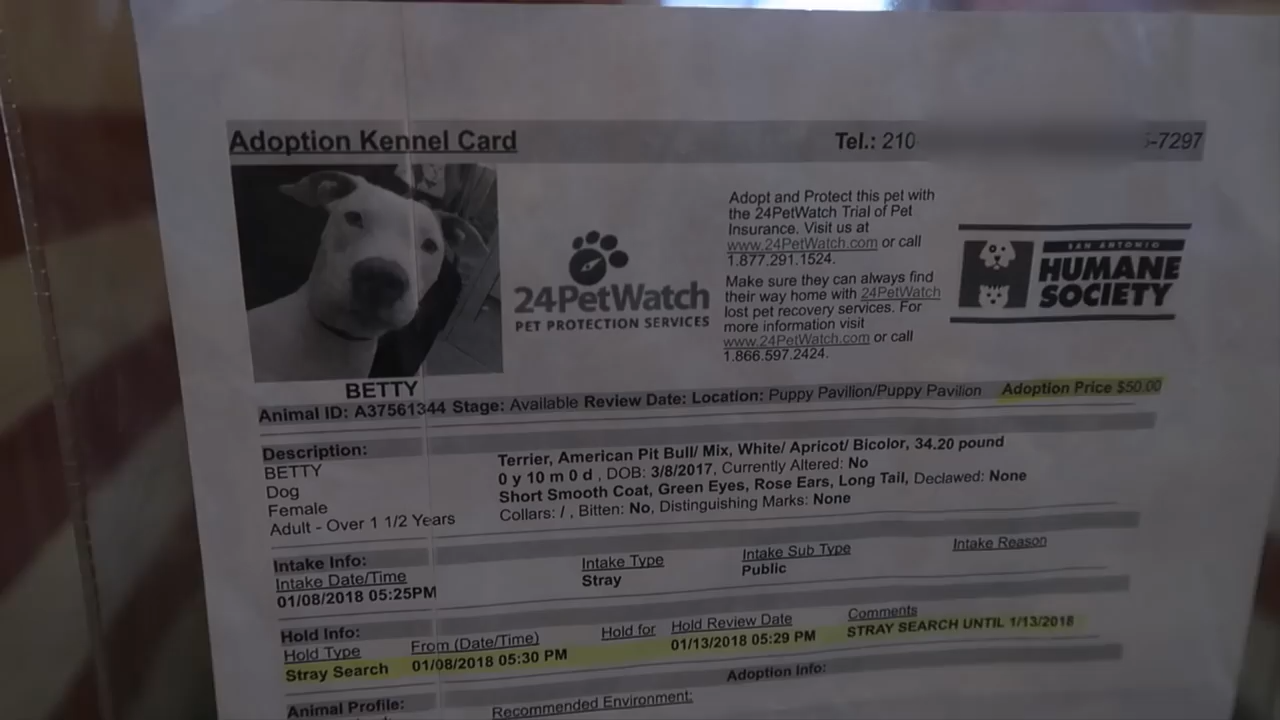 Adoption Kennel Card
Tel.: 210
-7297
Adopt and Protect this pet with
the 24PetWatch Trial of Pet
Insurance. Visit us at
www.24PetWatch.com or call
1.877.291.1524.
Make sure they can always find
their way home with 24PetWatch
lost pet recovery services. For
more information visit
www.24PetWatch.com or call
1.866.597.2424.
24PetWatch
PET PROTECTION SERVICES
SAN ANTONIO
HUMANE
SOCIETY
BETTY
Animal ID: A37561344 Stage: Available Review Date: Location: Puppy Pavilion/Puppy Pavilion Adoption Price $50.00
Description:
BETTY
Dog
Female
Adult - Over 1 1/2 Years
Terrier, American Pit Bull/ Mix, White/ Apricot/ Bicolor, 34.20 pound
0 y 10 m 0 d , DOB: 3/8/2017, Currently Altered: No
Short Smooth Coat, Green Eyes, Rose Ears, Long Tail, Declawed: None
Collars: / , Bitten: No, Distinguishing Marks: None
Intake Info:
Intake Date/Time Intake Type Intake Sub Type Intake Reason
01/08/2018 05:25PM Stray Public
Hold Info:
Hold Type From (Date/Time) Hold for Hold Review Date Comments
Stray Search 01/08/2018 05:30 PM 01/13/2018 05:29 PM STRAY SEARCH UNTIL 1/13/2018
Adoption Info:
Animal Profile: Recommended Environment: